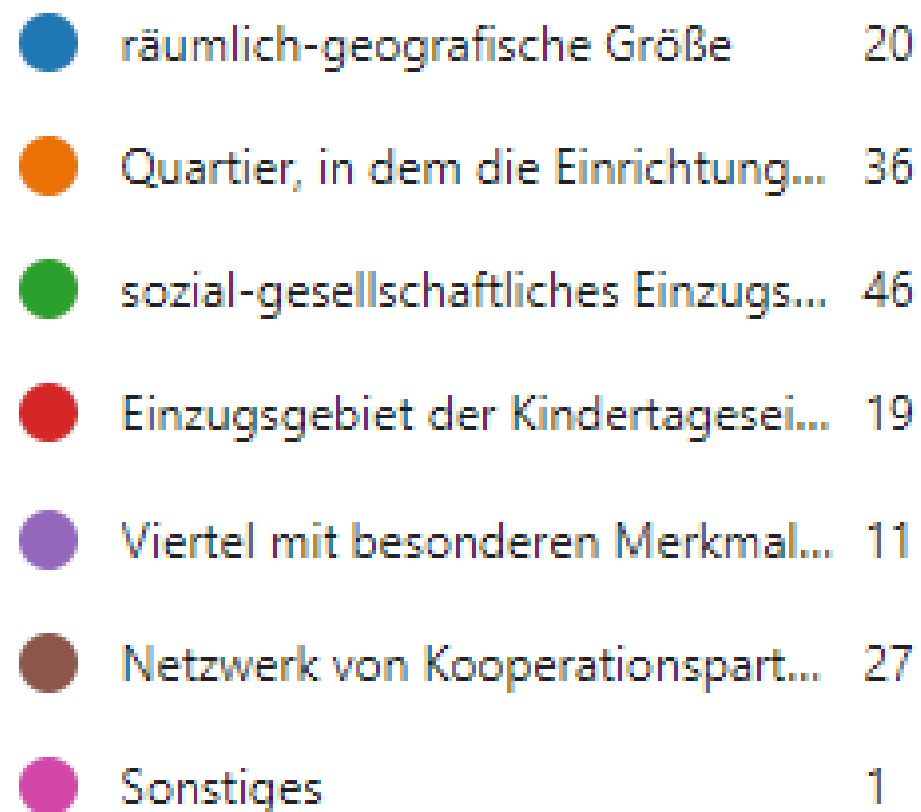 räumlich-geografische Größe 20
Quartier, in dem die Einrichtung... 36
sozial-gesellschaftliches Einzugs... 46
Einzugsgebiet der Kindertagesei... 19
Viertel mit besonderen Merkmal... 11
Netzwerk von Kooperationspart... 27
Sonstiges 1